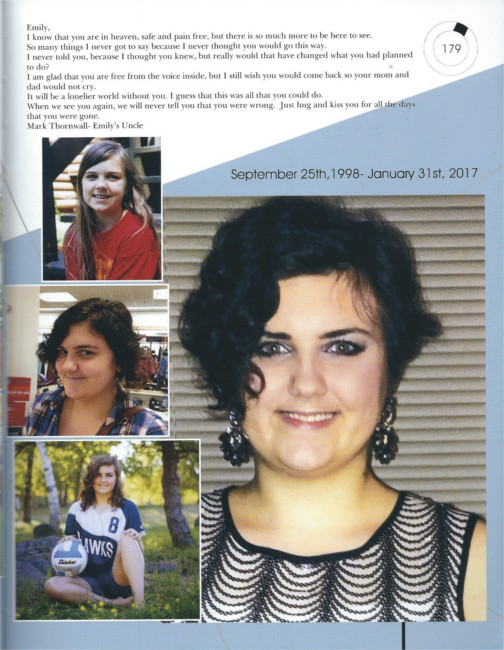 Emily,
I know that you are in heaven, safe and pain free, but there is so much more to be here to see.
So many things I never got to say because I never thought you would go this way.
I never told you, because I thought you knew, but really would that have changed what you had planned
to do?
I am glad that you are free from the voice inside, but I still wish you would come back so your mom and
dad would not cry.
It will be a lonelier world without you. I guess that this was all that you could do.
When we see you again, we will never tell you that you were wrong.  Just hug and kiss you for all the days
that you were gone.
Mark Thornwall- Emily's Uncle
179
September 25th,1998- January 31st, 2017
8
HAWKS